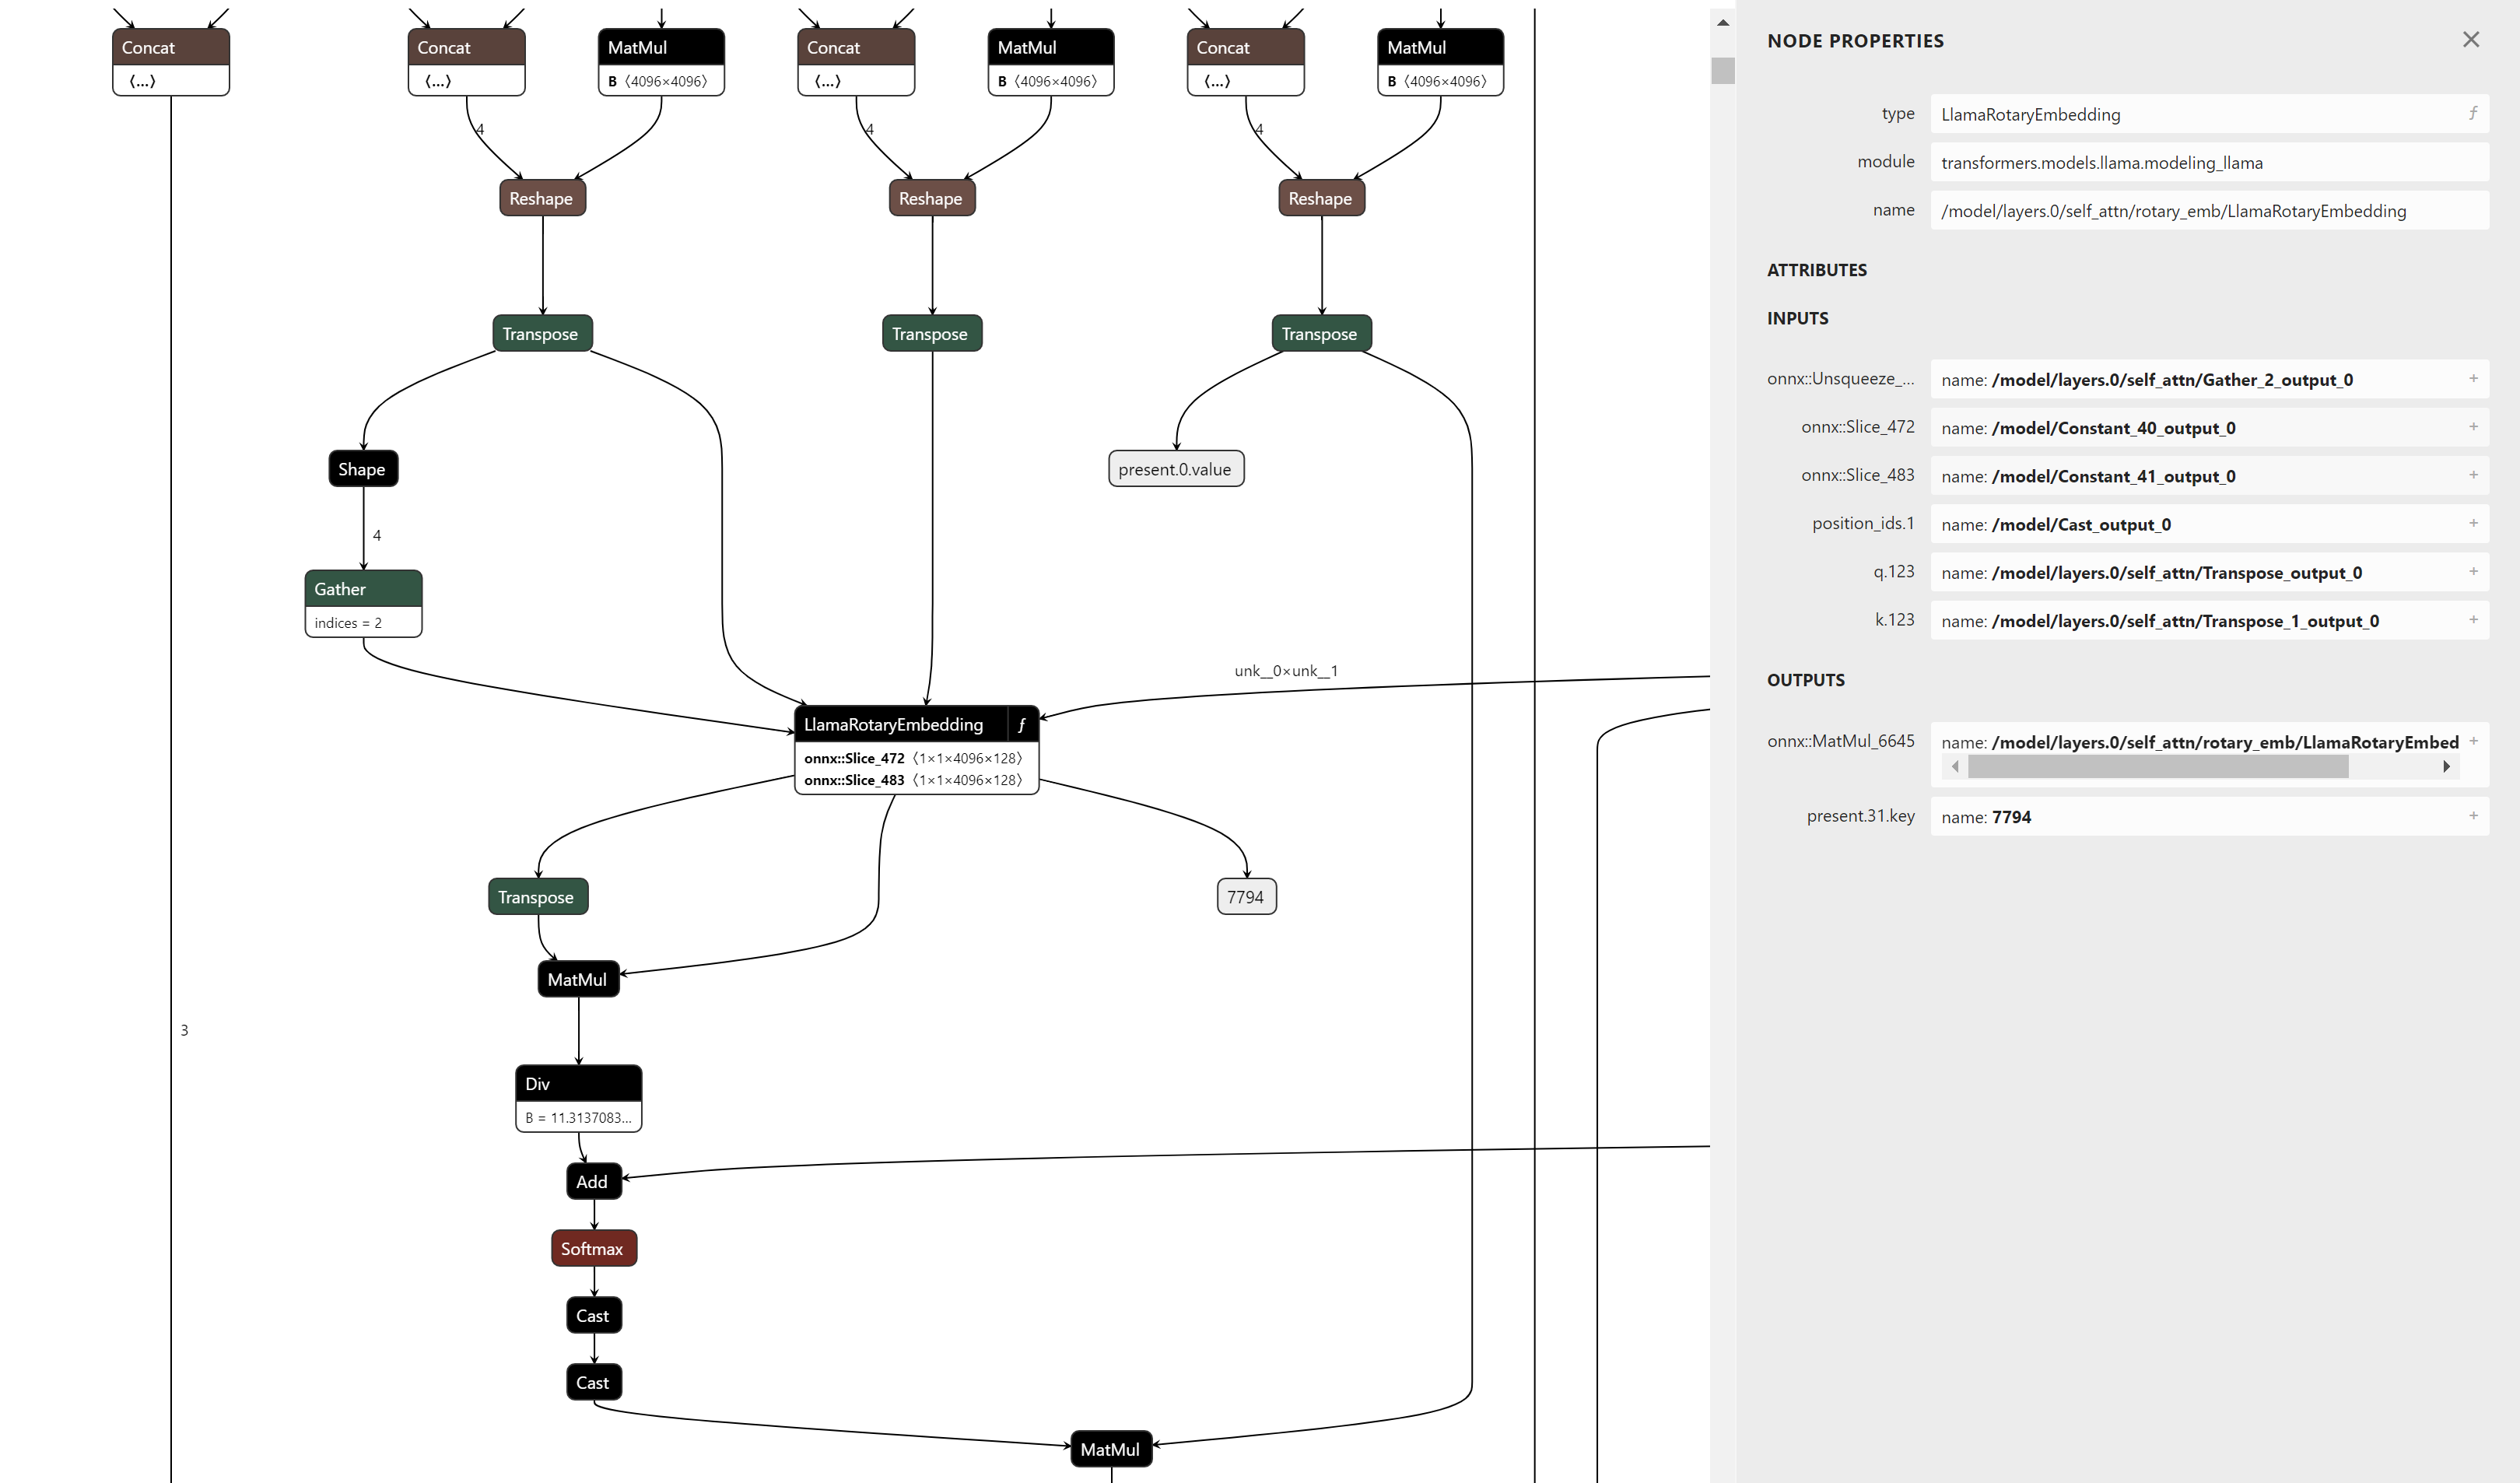 Concat
⟨…⟩
Concat
⟨…⟩
MatMul
B ⟨4096×4096⟩
Concat
⟨…⟩
MatMul
B ⟨4096×4096⟩
Concat
⟨…⟩
MatMul
B ⟨4096×4096⟩
4
4
4
Reshape
Reshape
Reshape
Transpose
Transpose
Transpose
Shape
present.0.value
4
Gather
indices = 2
unk__0×unk__1
LlamaRotaryEmbedding ƒ
onnx::Slice_472 ⟨1×1×4096×128⟩
onnx::Slice_483 ⟨1×1×4096×128⟩
Transpose
7794
MatMul
3
Div
B = 11.3137083…
Add
Softmax
Cast
Cast
MatMul
NODE PROPERTIES
type LlamaRotaryEmbedding ƒ
module transformers.models.llama.modeling_llama
name /model/layers.0/self_attn/rotary_emb/LlamaRotaryEmbedding
ATTRIBUTES
INPUTS
onnx::Unsqueeze_... name: /model/layers.0/self_attn/Gather_2_output_0 +
onnx::Slice_472 name: /model/Constant_40_output_0 +
onnx::Slice_483 name: /model/Constant_41_output_0 +
position_ids.1 name: /model/Cast_output_0 +
q.123 name: /model/layers.0/self_attn/Transpose_output_0 +
k.123 name: /model/layers.0/self_attn/Transpose_1_output_0 +
OUTPUTS
onnx::MatMul_6645 name: /model/layers.0/self_attn/rotary_emb/LlamaRotaryEmbed +
present.31.key name: 7794 +